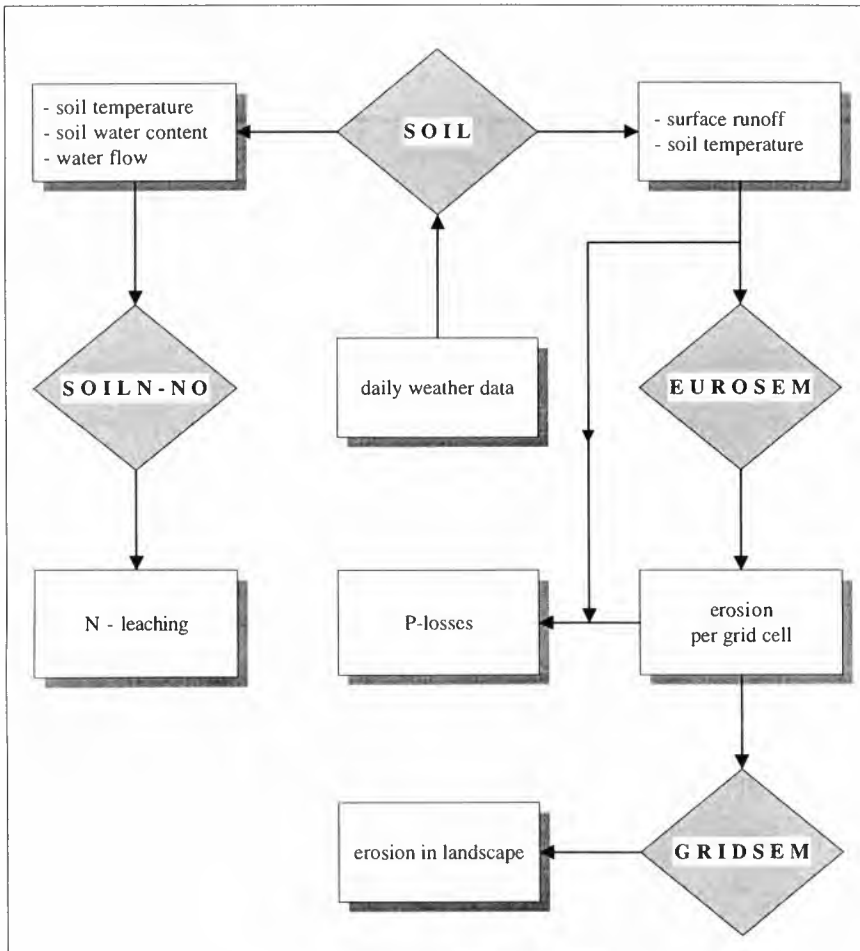 - soil temperature
- soil water content
- water flow
SOIL
- surface runoff
- soil temperature
SOILN-NO
daily weather data
EUROSEM
N - leaching
P-losses
erosion
per grid cell
erosion in landscape
GRIDSEM